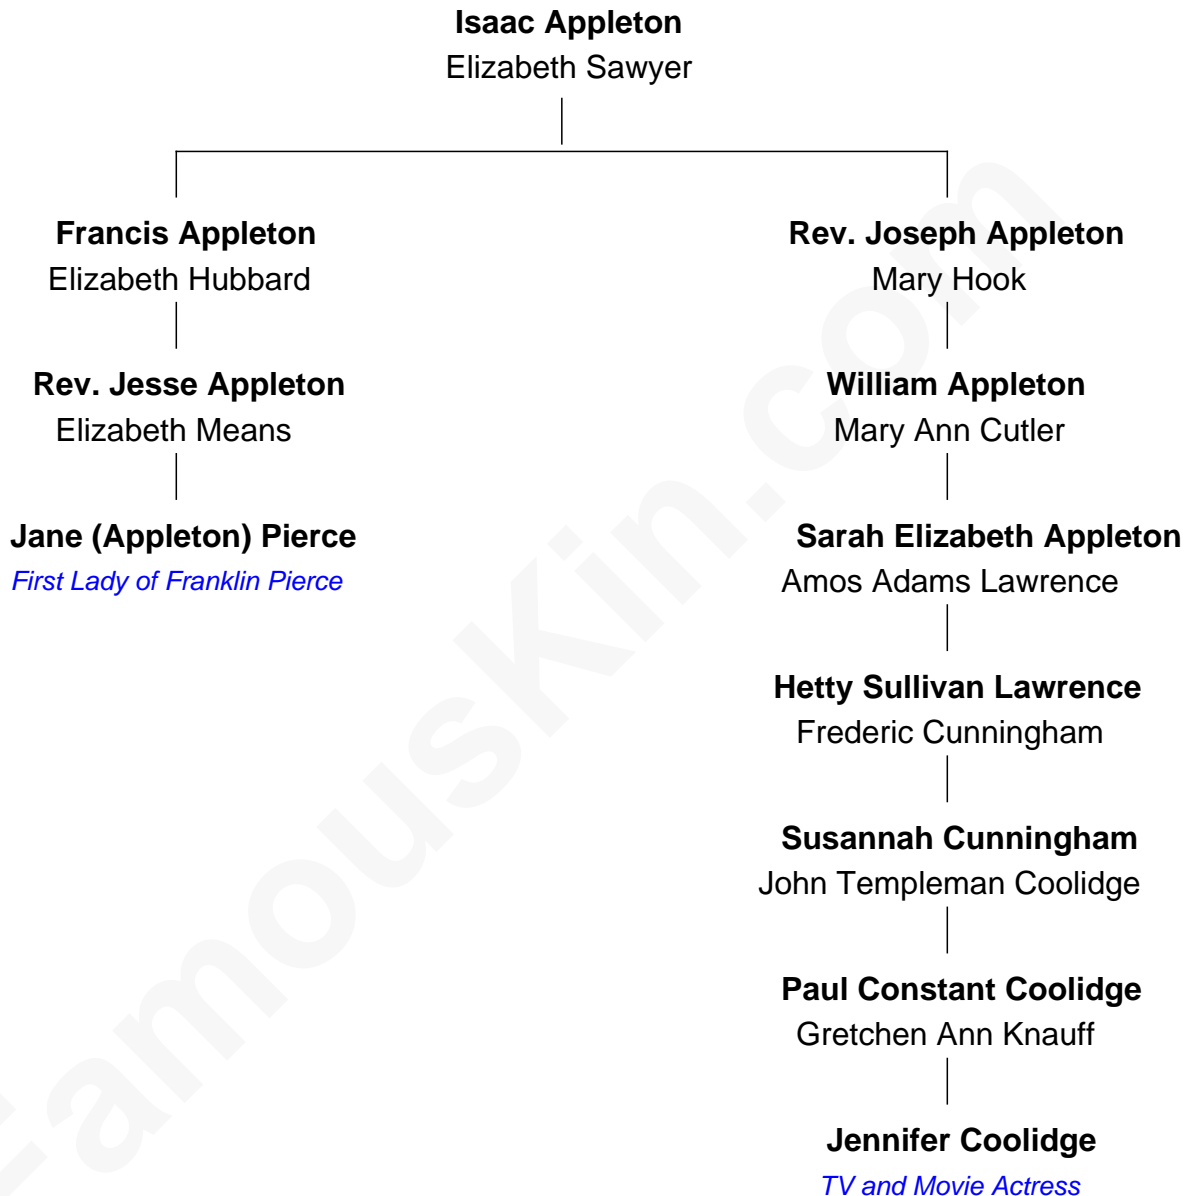 Isaac Appleton
Elizabeth Sawyer
Francis Appleton
Elizabeth Hubbard
Rev. Jesse Appleton
Elizabeth Means
Jane (Appleton) Pierce
First Lady of Franklin Pierce
Rev. Joseph Appleton
Mary Hook
William Appleton
Mary Ann Cutler
Sarah Elizabeth Appleton
Amos Adams Lawrence
Hetty Sullivan Lawrence
Frederic Cunningham
Susannah Cunningham
John Templeman Coolidge
Paul Constant Coolidge
Gretchen Ann Knauff
Jennifer Coolidge
TV and Movie Actress
FamousKin.com